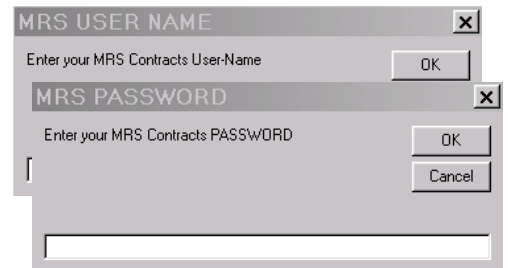 MRS USER NAME
Enter your MRS Contracts User-Name
OK
MRS PASSWORD
Enter your MRS Contracts PASSWORD
OK
Cancel